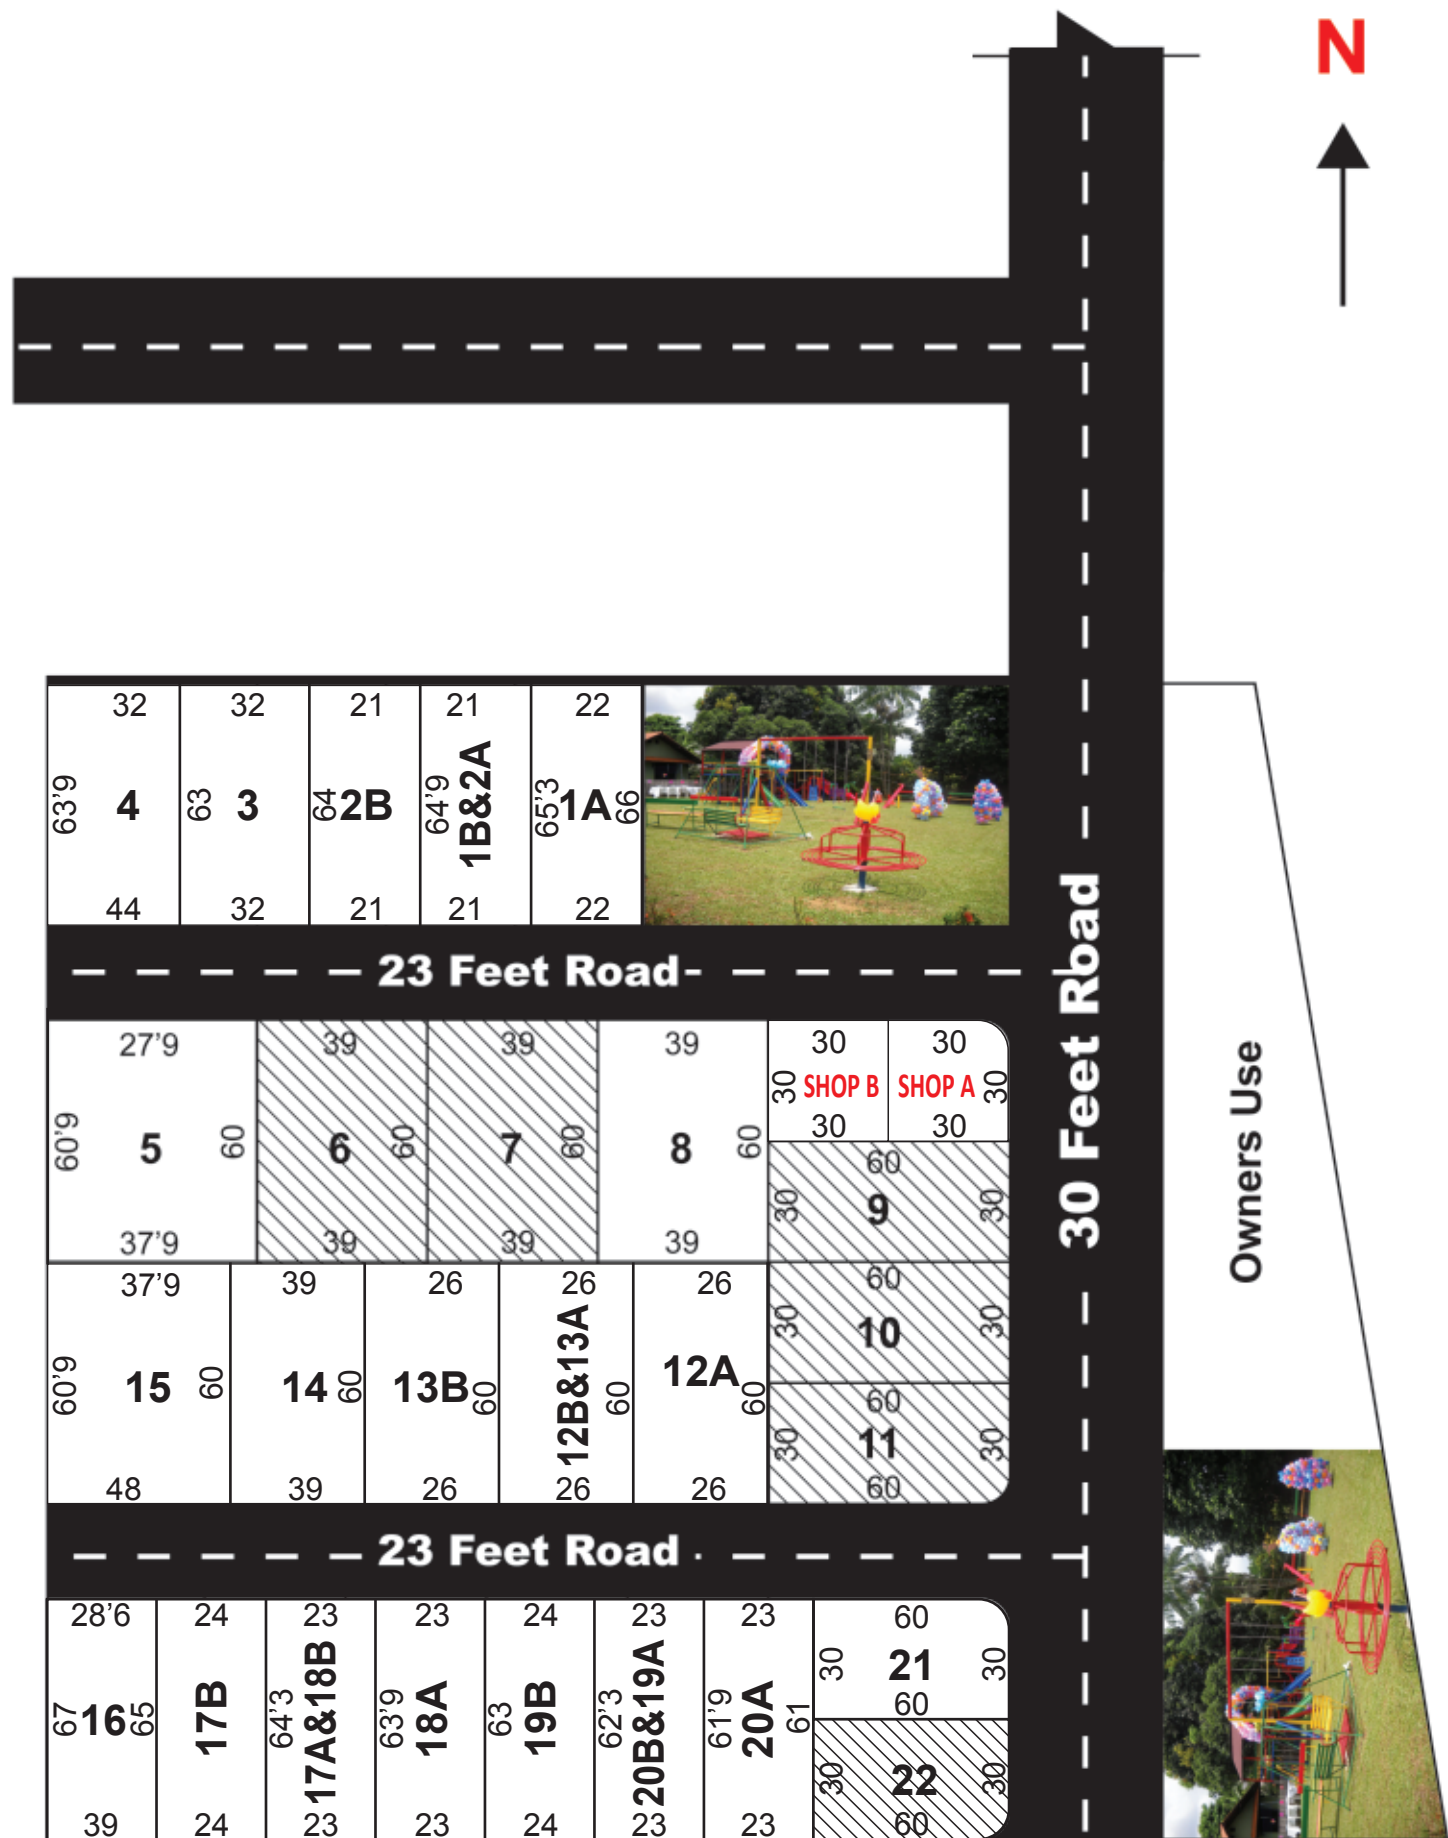 N
32 32 21 21 22
63'9 4 63 3 64 2B 64'9 1B&2A 65'3 1A 66
44 32 21 21 22
23 Feet Road
30 Feet Road
Owners Use
27'9 39 39 39 30 30
60'9 5 60 6 60 7 60 8 60 30 SHOP B SHOP A 30
30 30
37'9 39 39 39
60
30 9 30
60
30 10 30
60
30 11 30
60
37'9 39 26 26 26
60'9 15 60 14 60 13B 60 12B&13A 60 12A 60
48 39 26 26 26
23 Feet Road
28'6 24 23 23 24 23 23 60
67 16 65 17B 64'3 17A&18B 63'9 18A 63 19B 62'3 20B&19A 61'9 20A 61 30 21 30
60
30 22 30
39 24 23 23 24 23 23 60